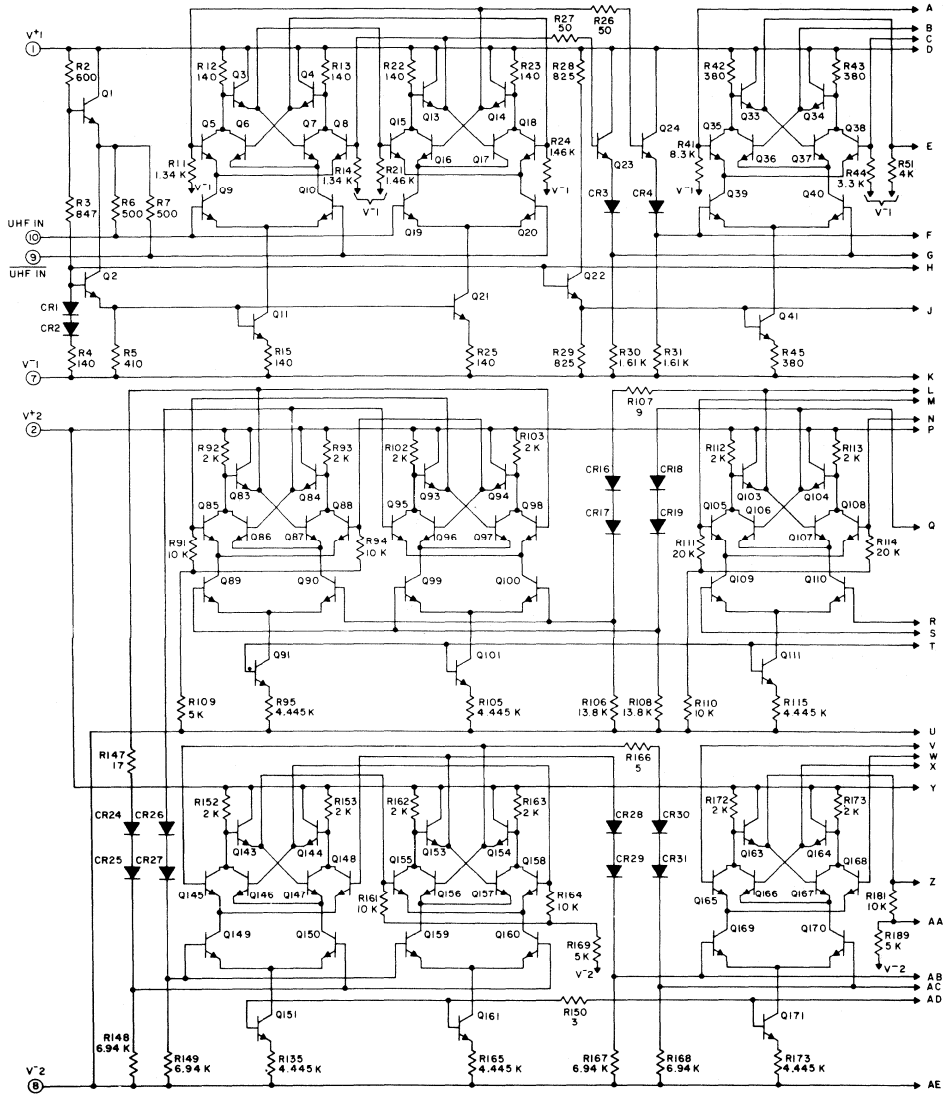 R27 50
R26 50
A
B
C
D
V+1
1
R2 600
Q1
R12 140
Q3
Q4
R13 140
R22 140
Q13
Q14
R23 140
R28 825
R42 380
Q33
Q34
R43 380
Q5
Q6
Q7
Q8
Q15
Q16
Q17
Q18
R24 146 K
Q23
Q24
Q35
Q36
Q37
Q38
E
R11 1.34 K
R14 1.34 K
R21 1.46 K
R41 8.3 K
R44 3.3 K
R51 4 K
V-1
V-1
V-1
V-1
V-1
Q9
Q10
CR3
CR4
Q39
Q40
R3 847
R6 500
R7 500
Q19
Q20
UHF IN
10
F
9
G
UHF IN
H
Q2
Q22
CR1
CR2
Q11
Q21
Q41
J
R4 140
R5 410
R15 140
R25 140
R29 825
R30 1.61 K
R31 1.61 K
R45 380
V-1
7
K
R107 9
L
M
N
V+2
2
P
R92 2 K
R93 2 K
R102 2 K
R103 2 K
R112 2 K
R113 2 K
Q83
Q84
Q93
Q94
CR16
CR18
Q103
Q104
Q85
Q86
Q87
Q88
Q95
Q96
Q97
Q98
CR17
CR19
Q105
Q106
Q107
Q108
Q
R91 10 K
R94 10 K
R111 20 K
R114 20 K
Q89
Q90
Q99
Q100
Q109
Q110
R
S
T
Q91
Q101
Q111
R109 5 K
R95 4.445 K
R105 4.445 K
R106 13.8 K
R108 13.8 K
R110 10 K
R115 4.445 K
U
R147 17
R166 5
V
W
X
Y
R152 2 K
R153 2 K
R162 2 K
R163 2 K
R172 2 K
R173 2 K
CR24
CR26
Q143
Q144
Q153
Q154
CR28
CR30
Q163
Q164
CR25
CR27
Q145
Q146
Q147
Q148
Q155
Q156
Q157
Q158
CR29
CR31
Q165
Q166
Q167
Q168
Z
R161 10 K
R164 10 K
R181 10 K
AA
Q149
Q150
Q159
Q160
R169 5 K
V-2
Q169
Q170
R189 5 K
V-2
AB
AC
AD
Q151
Q161
R150 3
Q171
R148 6.94 K
R149 6.94 K
R135 4.445 K
R165 4.445 K
R167 6.94 K
R168 6.94 K
R173 4.445 K
V-2
8
AE